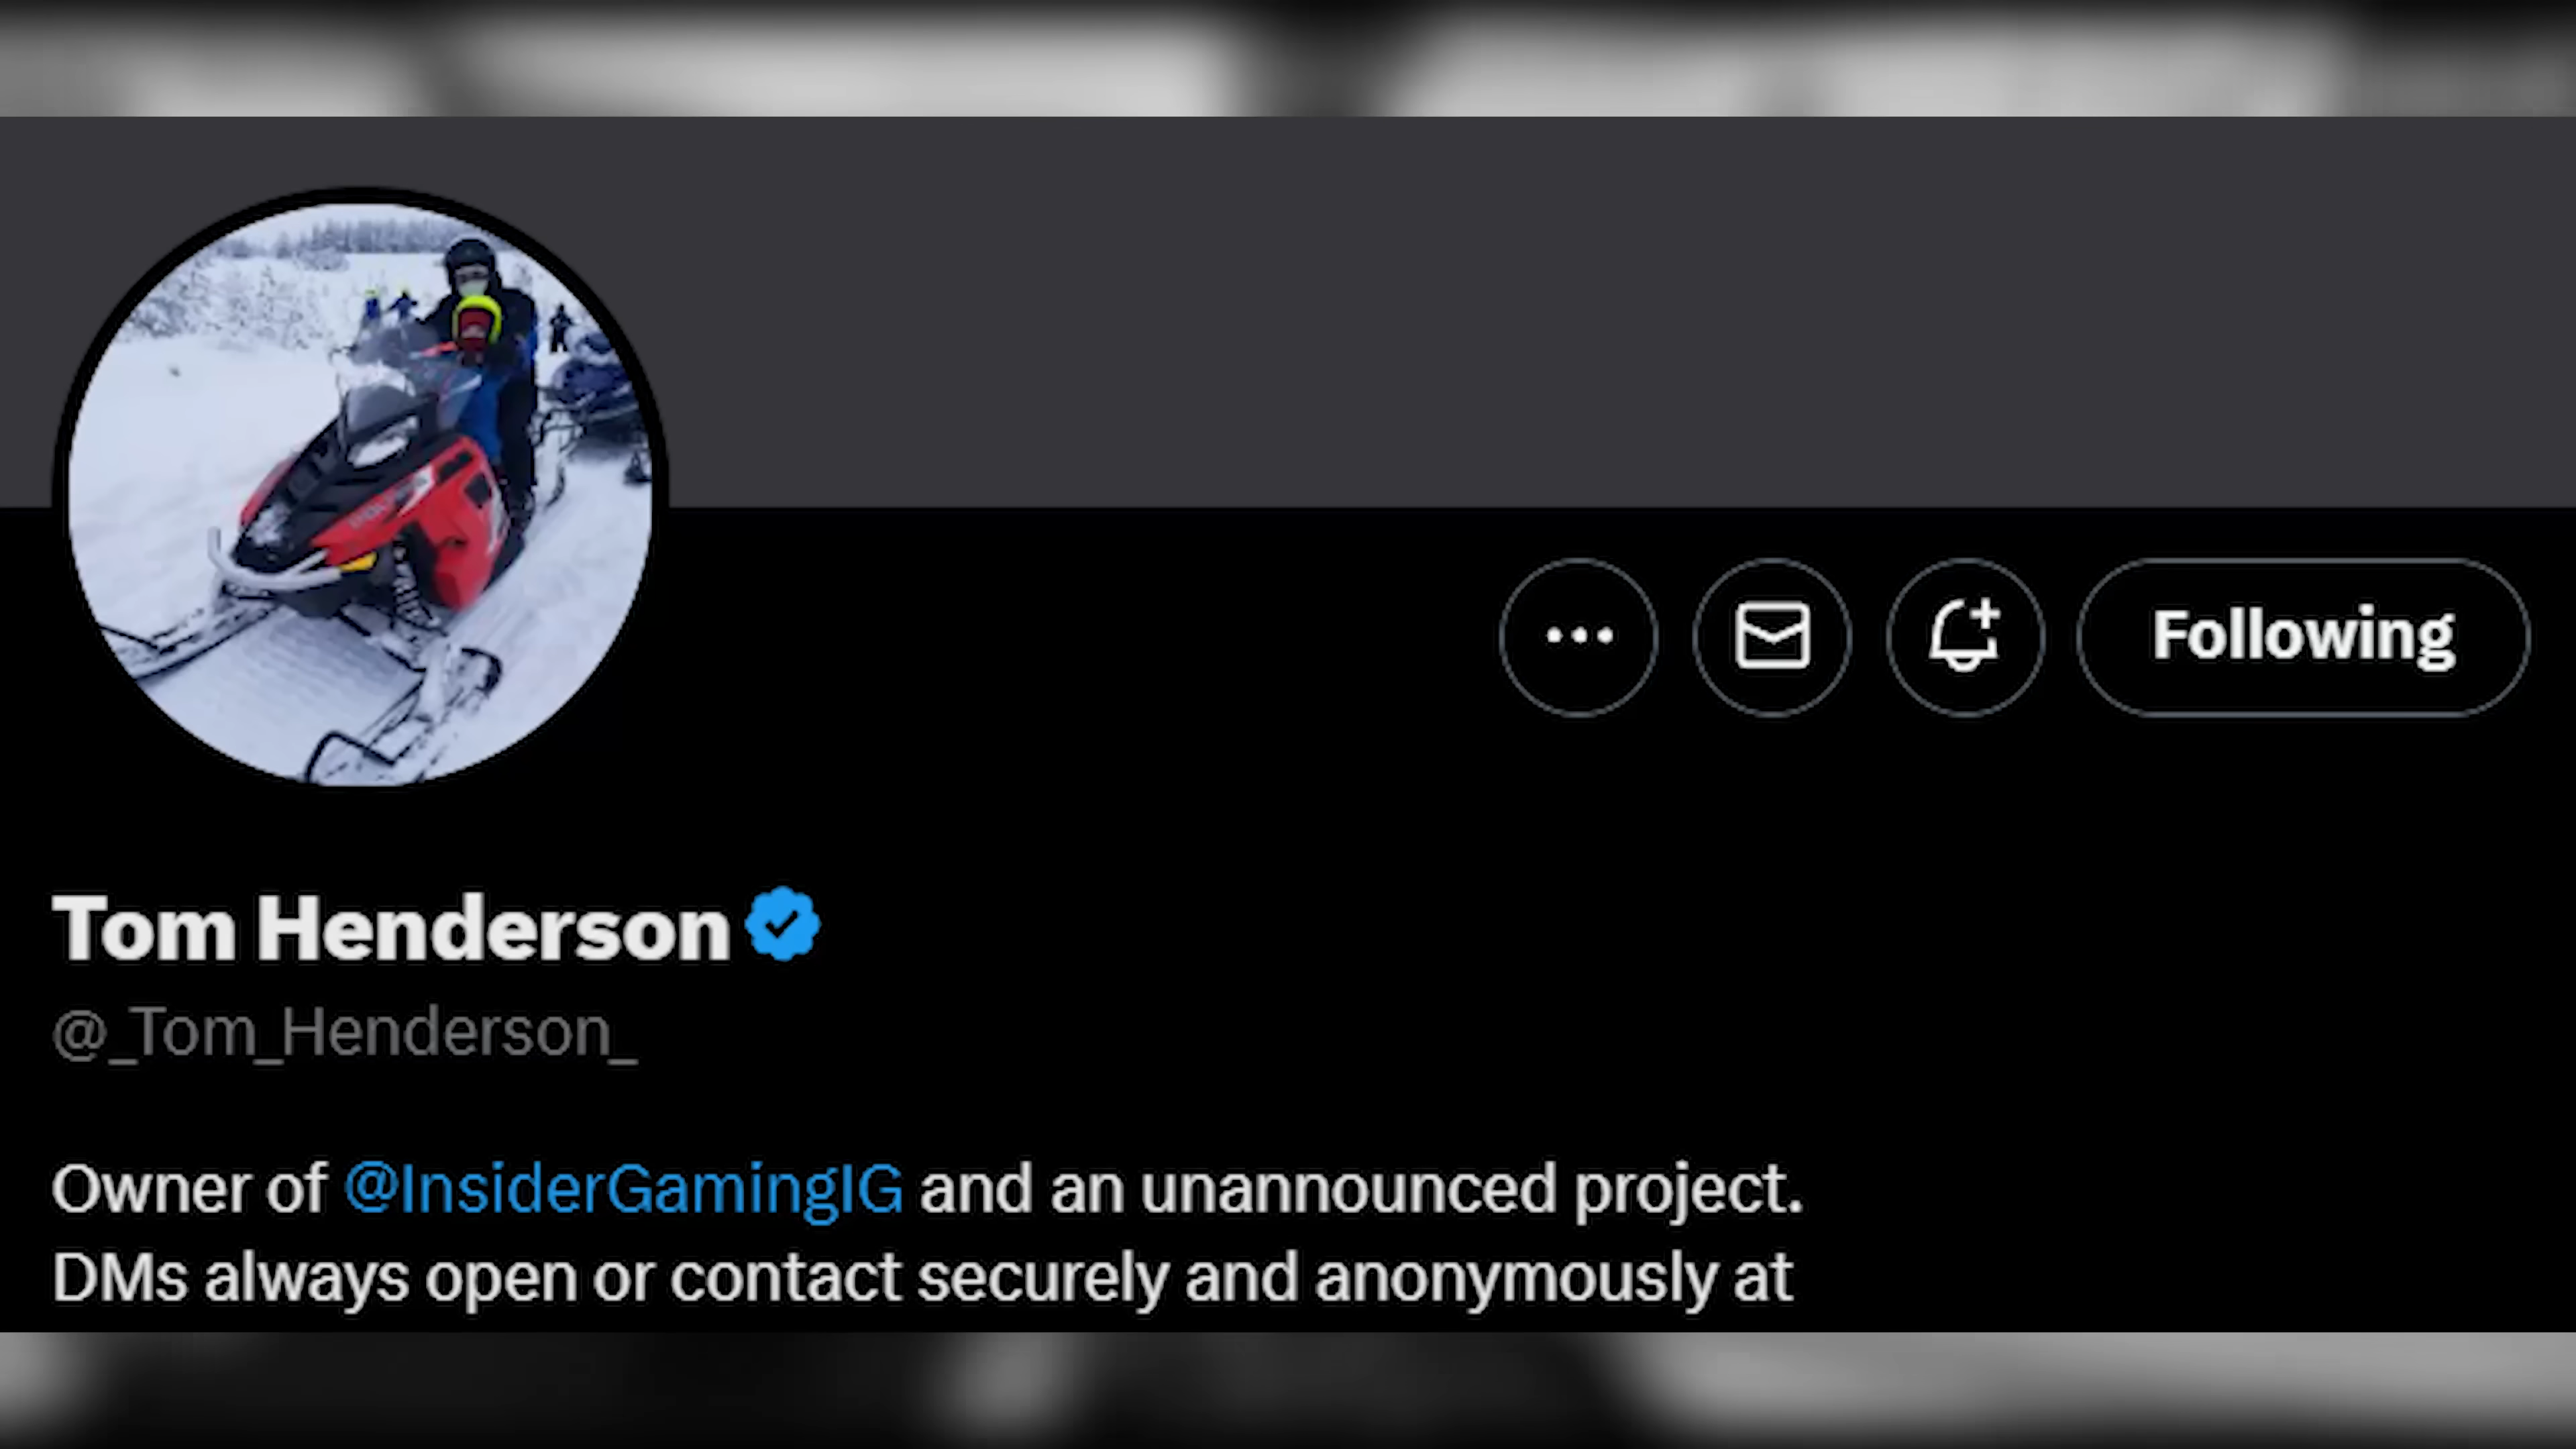 Following
Tom Henderson
@_Tom_Henderson_
Owner of @InsiderGamingIG and an unannounced project.
DMs always open or contact securely and anonymously at